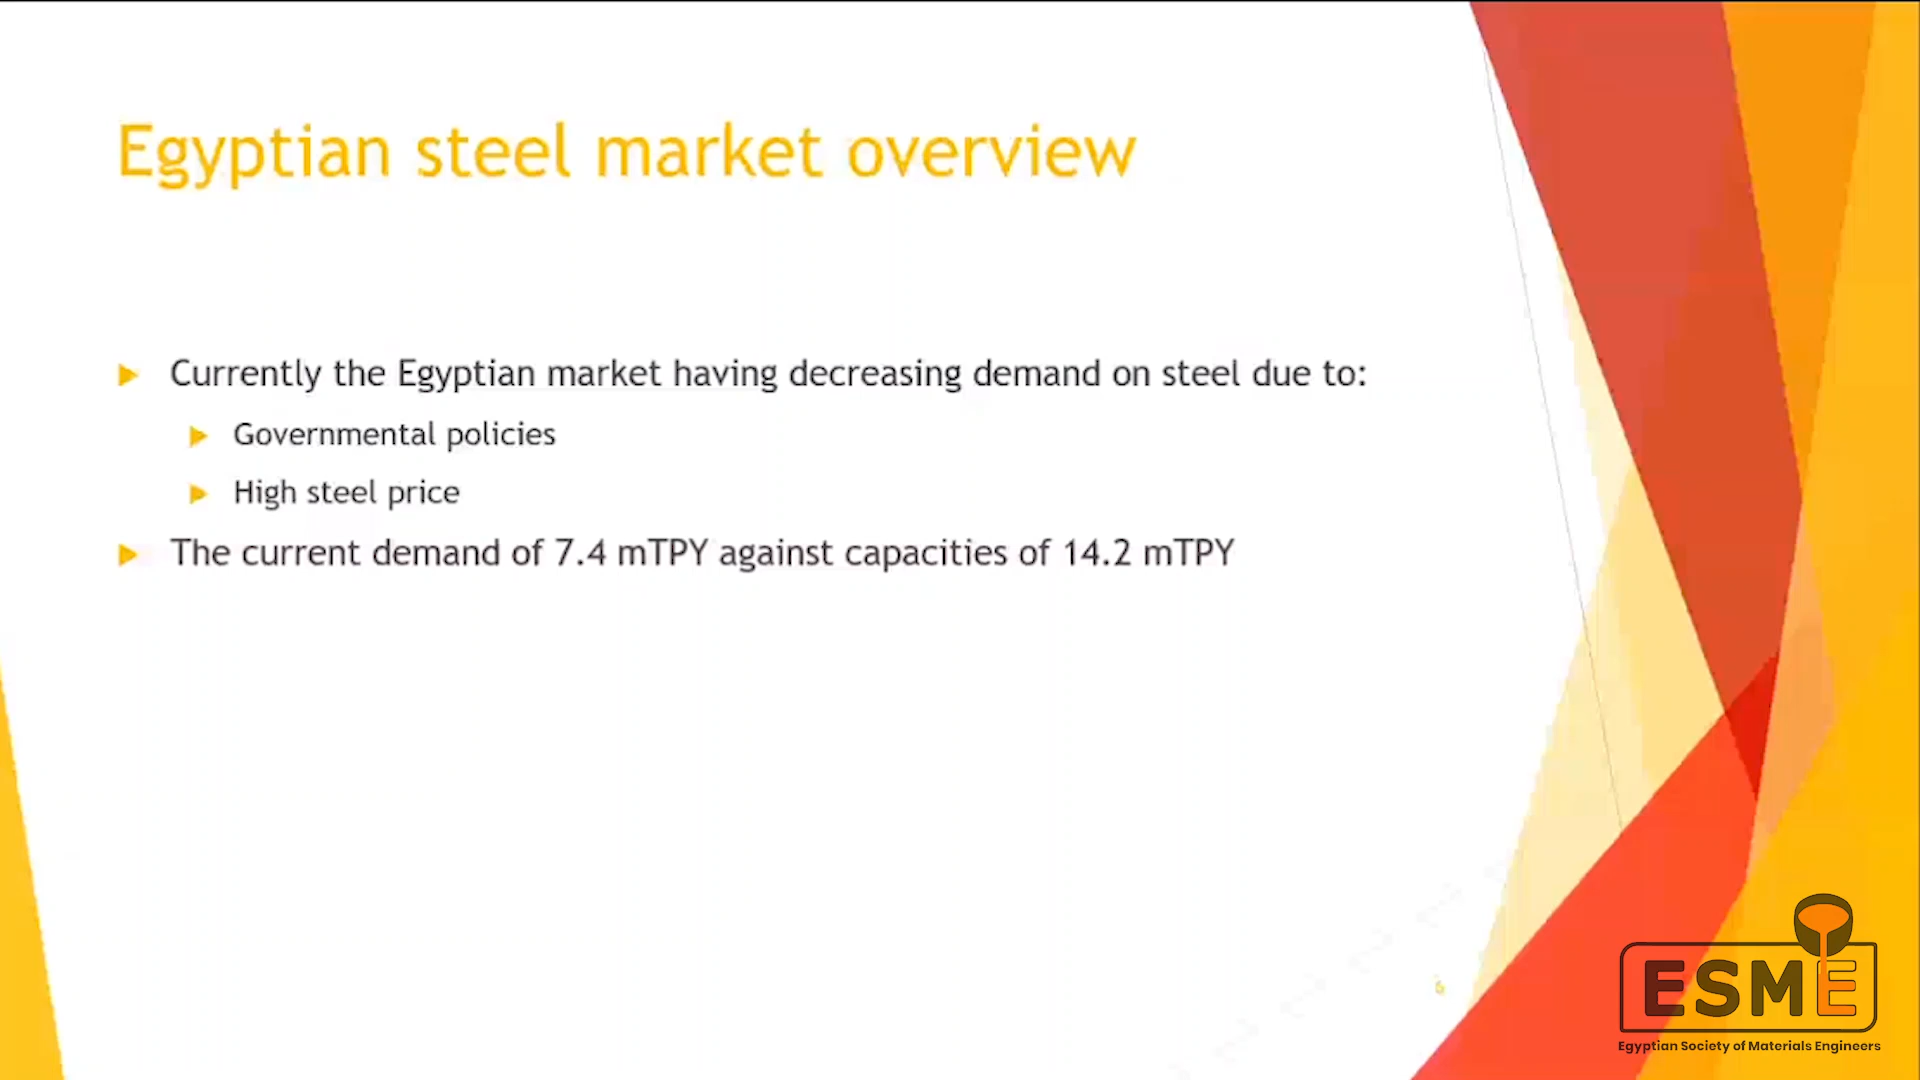 Egyptian steel market overview
Currently the Egyptian market having decreasing demand on steel due to:
Governmental policies
High steel price
The current demand of 7.4 mTPY against capacities of 14.2 mTPY
6
ESME
Egyptian Society of Materials Engineers